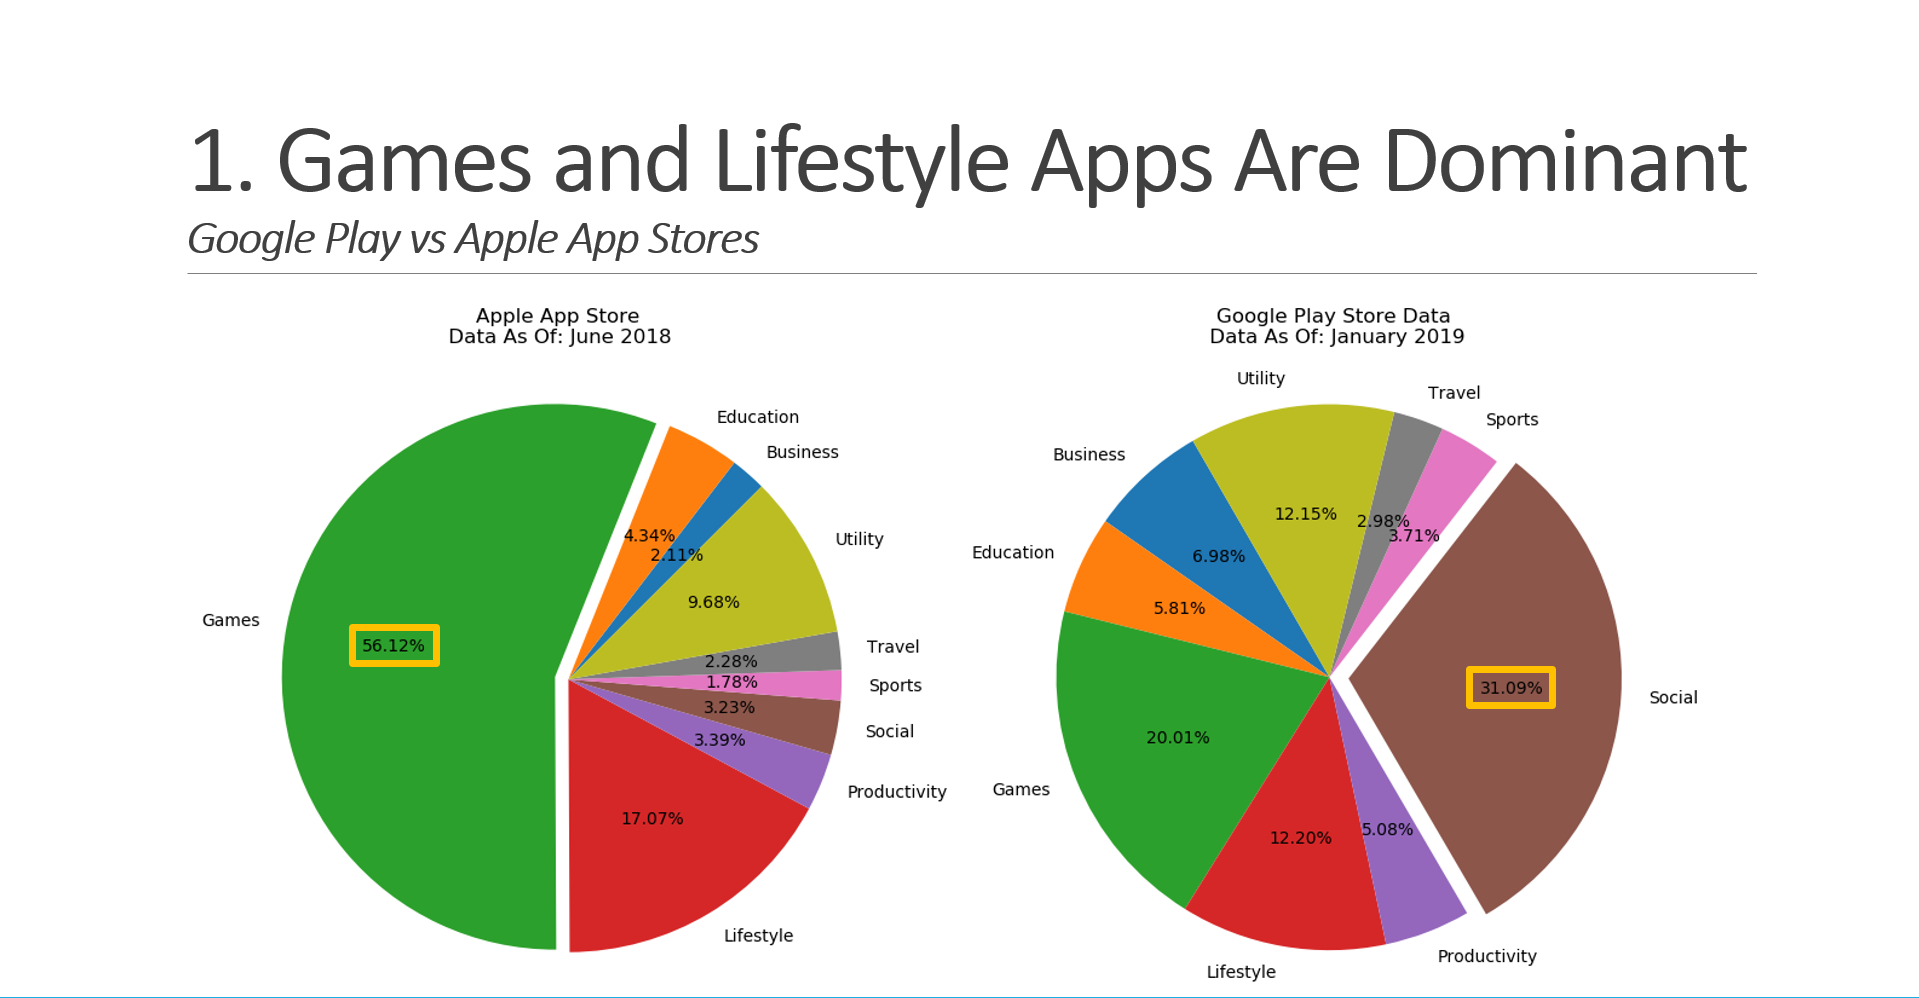 1. Games and Lifestyle Apps Are Dominant
Google Play vs Apple App Stores
Apple App Store
Data As Of: June 2018
Education
Business
4.34%
2.11%
Utility
9.68%
Games
56.12%
Travel
2.28%
1.78%
Sports
3.23%
Social
3.39%
Productivity
17.07%
Lifestyle
Google Play Store Data
Data As Of: January 2019
Utility
Travel
Sports
Business
12.15%
2.98%
3.71%
Education
6.98%
5.81%
31.09%
Social
20.01%
Games
12.20%
5.08%
Productivity
Lifestyle